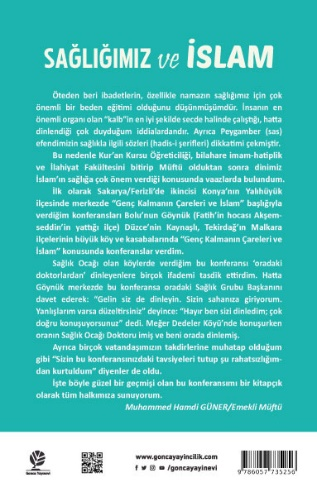 SAĞLIĞIMIZ ve İSLAM
Öteden beri ibadetlerin, özellikle namazın sağlığımız için çok
önemli bir beden eğitimi olduğunu düşünmüşümdür. İnsanın en
önemli organı olan "kalb"in en iyi şekilde secde halinde çalıştığı, hatta
dinlendiği çok duyduğum iddialardandır. Ayrıca Peygamber (sas)
efendimizin sağlıkla ilgili sözleri (hadis-i şerifleri) dikkatimi çekmiştir.
Bu nedenle Kur'an Kursu Öğreticiliği, bilahare imam-hatiplik
ve İlahiyat Fakültesini bitirip Müftü olduktan sonra dinimiz
İslam'ın sağlığa çok önem verdiği konusunda vaazlarda bulundum.
İlk olarak Sakarya/Ferizli'de ikincisi Konya'nın Yalıhüyük
ilçesinde merkezde "Genç Kalmanın Çareleri ve İslam" başlığıyla
verdiğim konferansları Bolu'nun Göynük (Fatih'in hocası Akşem-
seddin'in yattığı ilçe) Düzce'nin Kaynaşlı, Tekirdağ'ın Malkara
ilçelerinin büyük köy ve kasabalarında "Genç Kalmanın Çareleri ve
İslam" konusunda konferanslar verdim.
Sağlık Ocağı olan köylerde verdiğim bu konferansı 'oradaki
doktorlardan' dinleyenlere birçok ifademi tasdik ettirdim. Hatta
Göynük merkezde bu konferansa oradaki Sağlık Grubu Başkanını
davet ederek: "Gelin siz de dinleyin. Sizin sahanıza giriyorum.
Yanlışlarım varsa düzeltirsiniz" deyince: "Hayır ben sizi dinledim; çok
doğru konuşuyorsunuz" dedi. Meğer Dedeler Köyü'nde konuşurken
oranın Sağlık Ocağı Doktoru imiş ve beni orada dinlemiş.
Ayrıca birçok vatandaşımızın takdirlerine muhatap olduğum
gibi "Sizin bu konferansınızdaki tavsiyeleri tutup şu rahatsızlığım-
dan kurtuldum" diyenler de oldu.
İşte böyle güzel bir geçmişi olan bu konferansımı bir kitapçık
olarak tüm halkımıza sunuyorum.
Muhammed Hamdi GÜNER/Emekli Müftü
www.goncayayincilik.com
/goncayayinevi
9 786057 735256